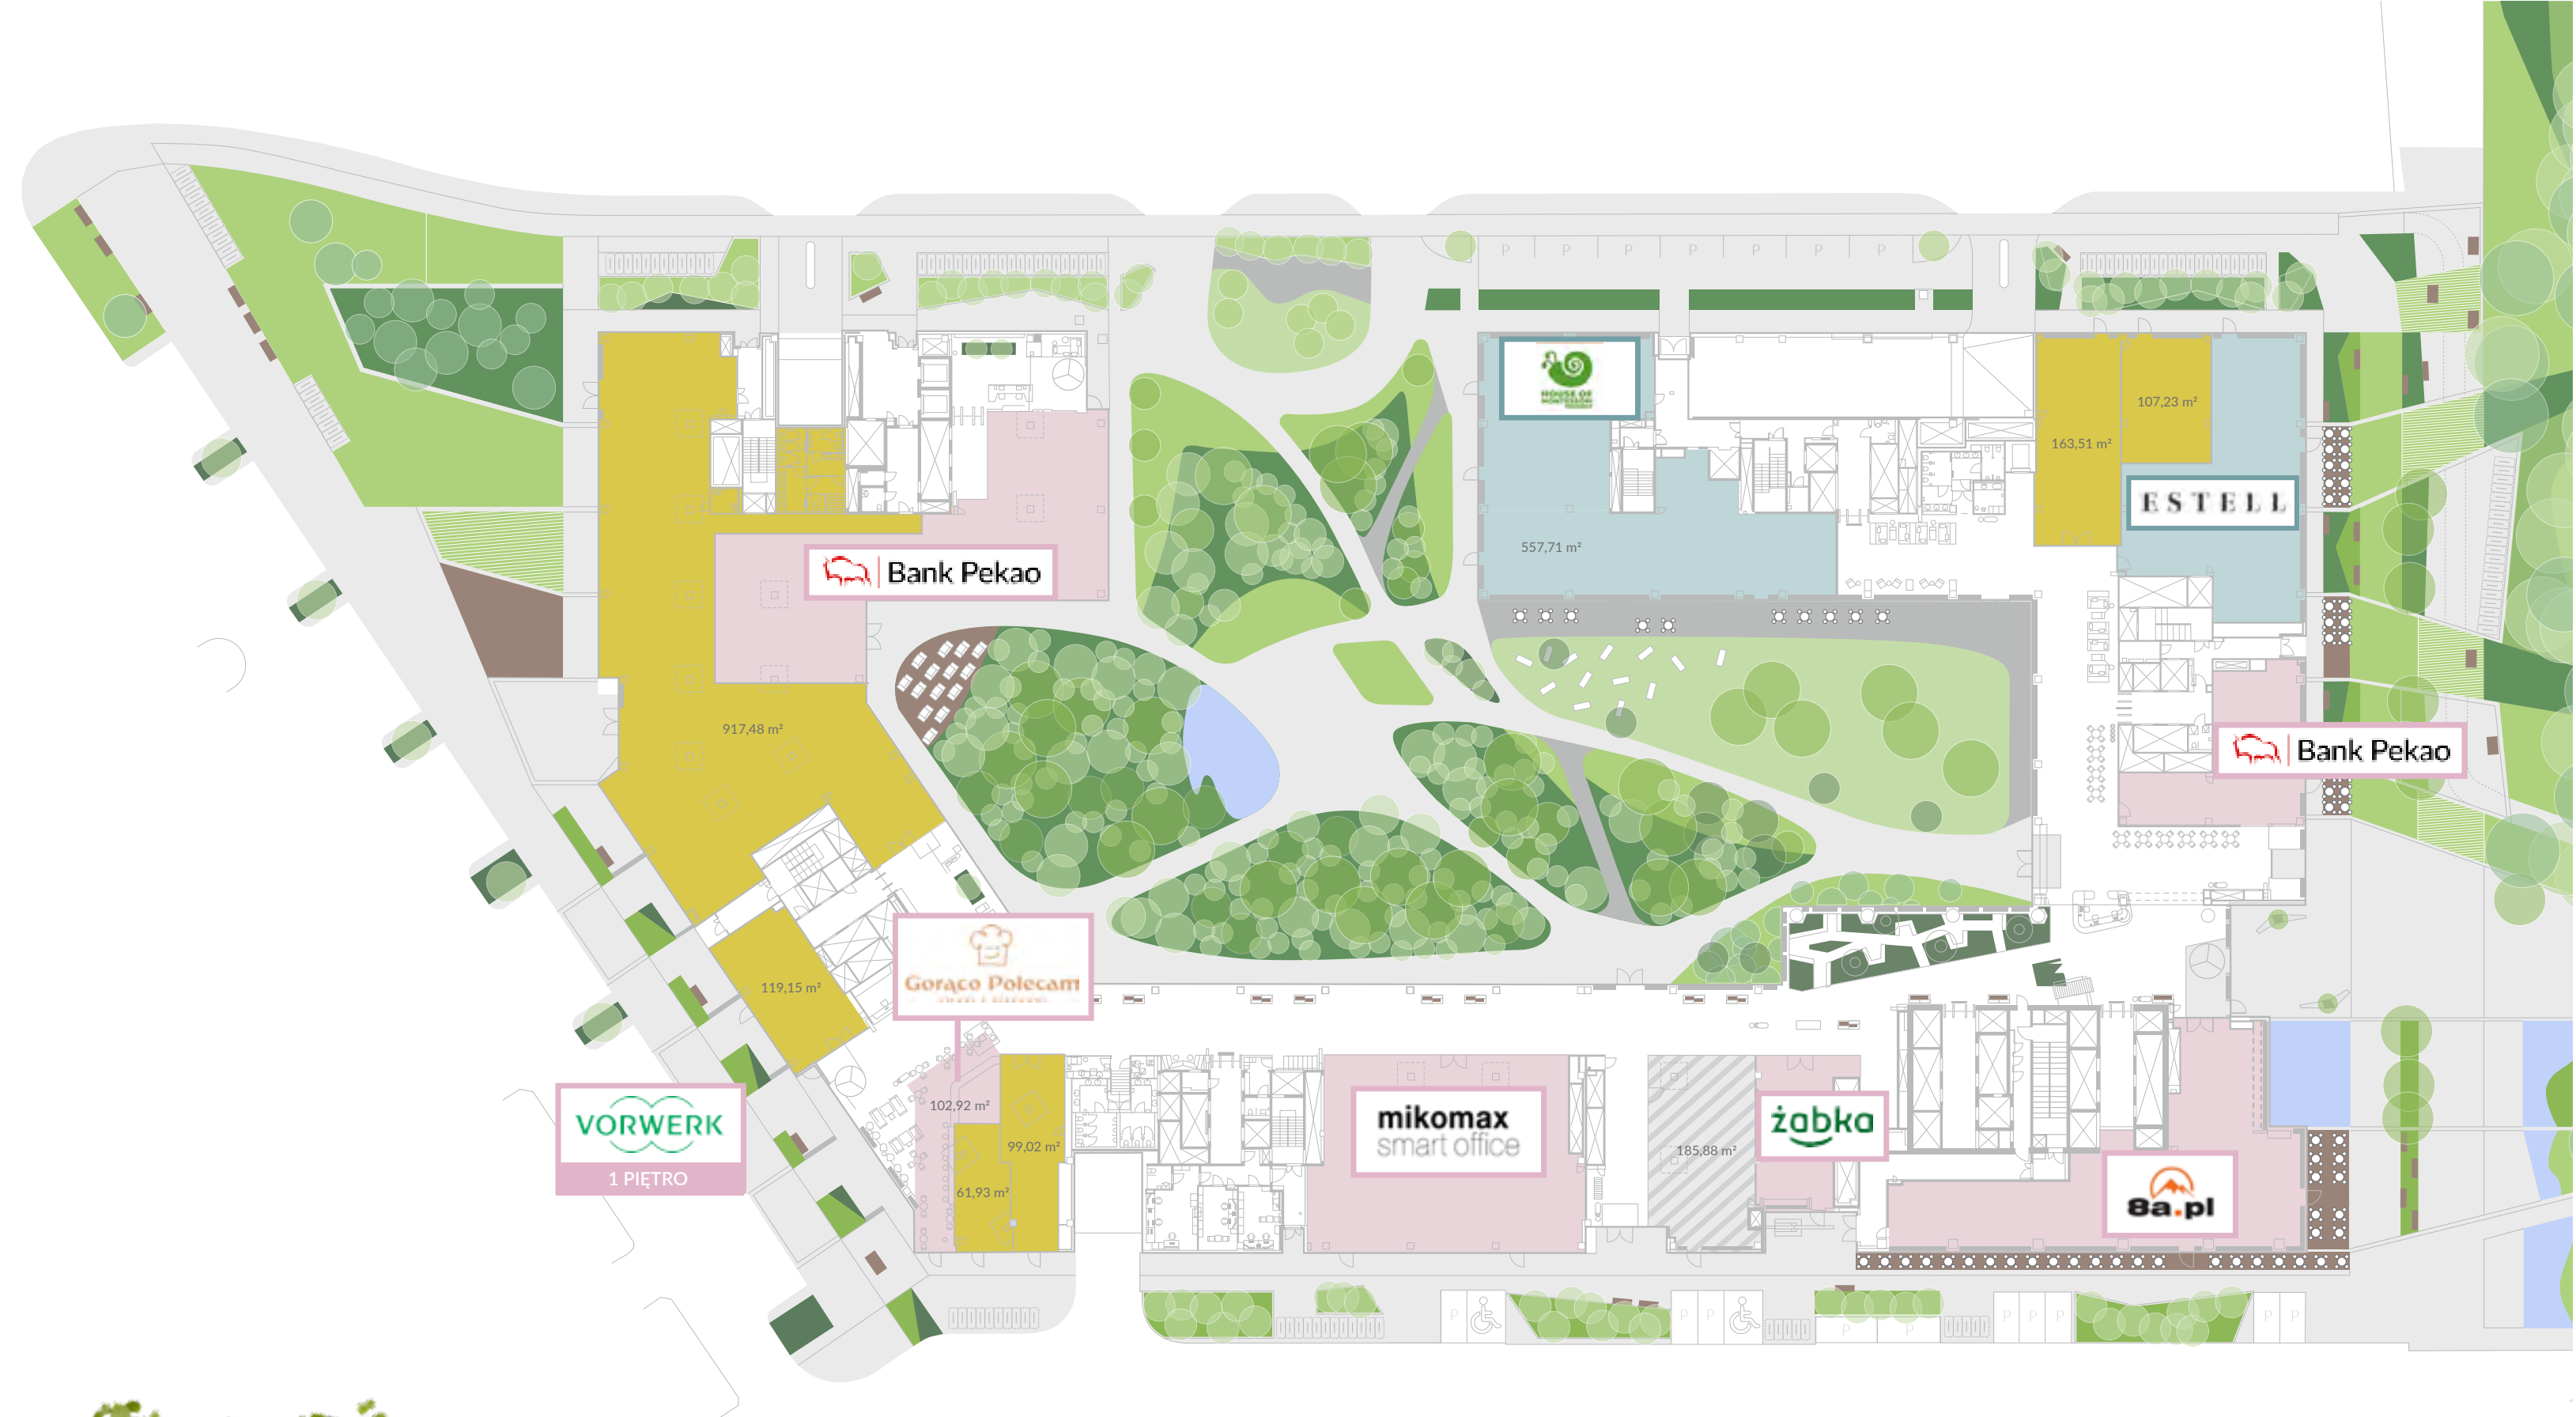 P P P P P P P
HOUSE OF
MONTESSORI
107,23 m²
163,51 m²
ESTELL
557,71 m²
Bank Pekao
917,48 m²
Bank Pekao
Gorąco Polecam
119,15 m²
VORWERK
1 PIĘTRO
102,92 m²
99,02 m²
61,93 m²
mikomax
smart office
185,88 m²
żabka
8a.pl
P P P P P P P P P P